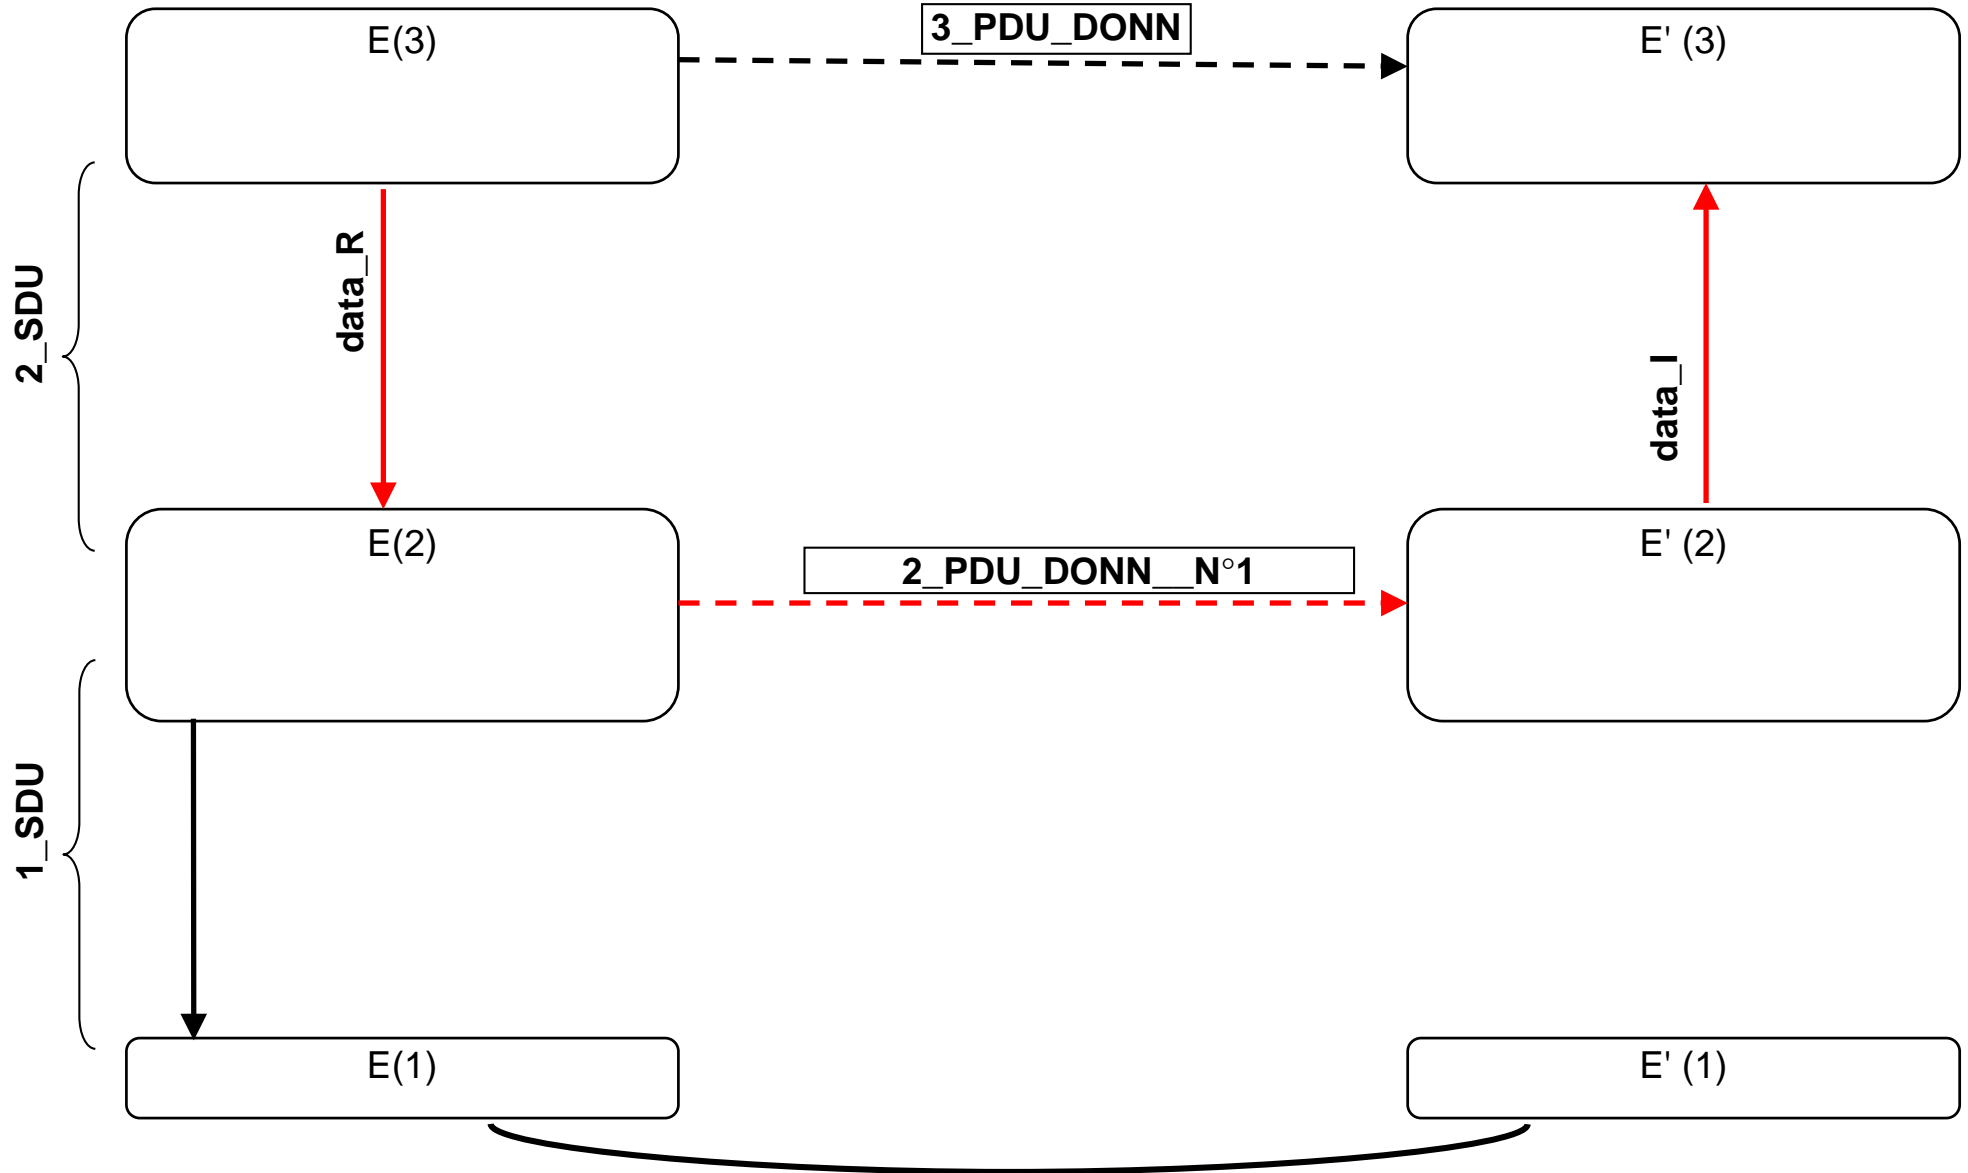 E(3)
3_PDU_DONN
E' (3)
2_SDU
data_R
data_I
E(2)
2_PDU_DONN__N°1
E' (2)
1_SDU
E(1)
E' (1)